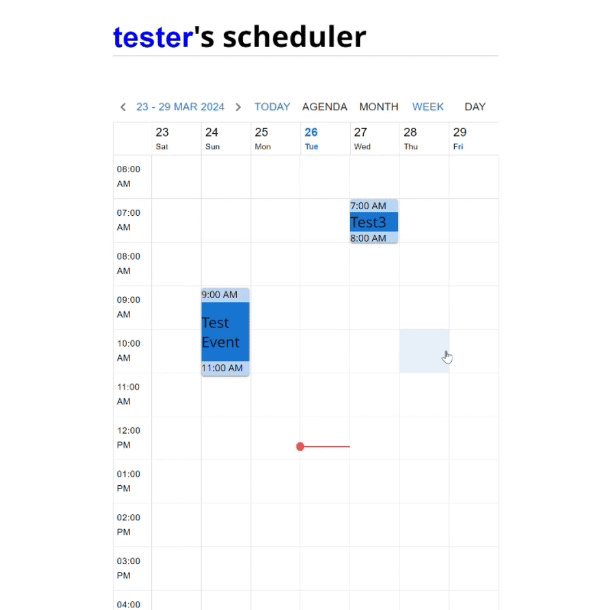 tester's scheduler
23 - 29 MAR 2024 TODAY AGENDA MONTH WEEK DAY
23 24 25 26 27 28 29
Sat Sun Mon Tue Wed Thu Fri
06:00
AM
07:00
AM
7:00 AM
Test3
8:00 AM
08:00
AM
09:00
AM
9:00 AM
Test
Event
11:00 AM
10:00
AM
11:00
AM
12:00
PM
01:00
PM
02:00
PM
03:00
PM
04:00